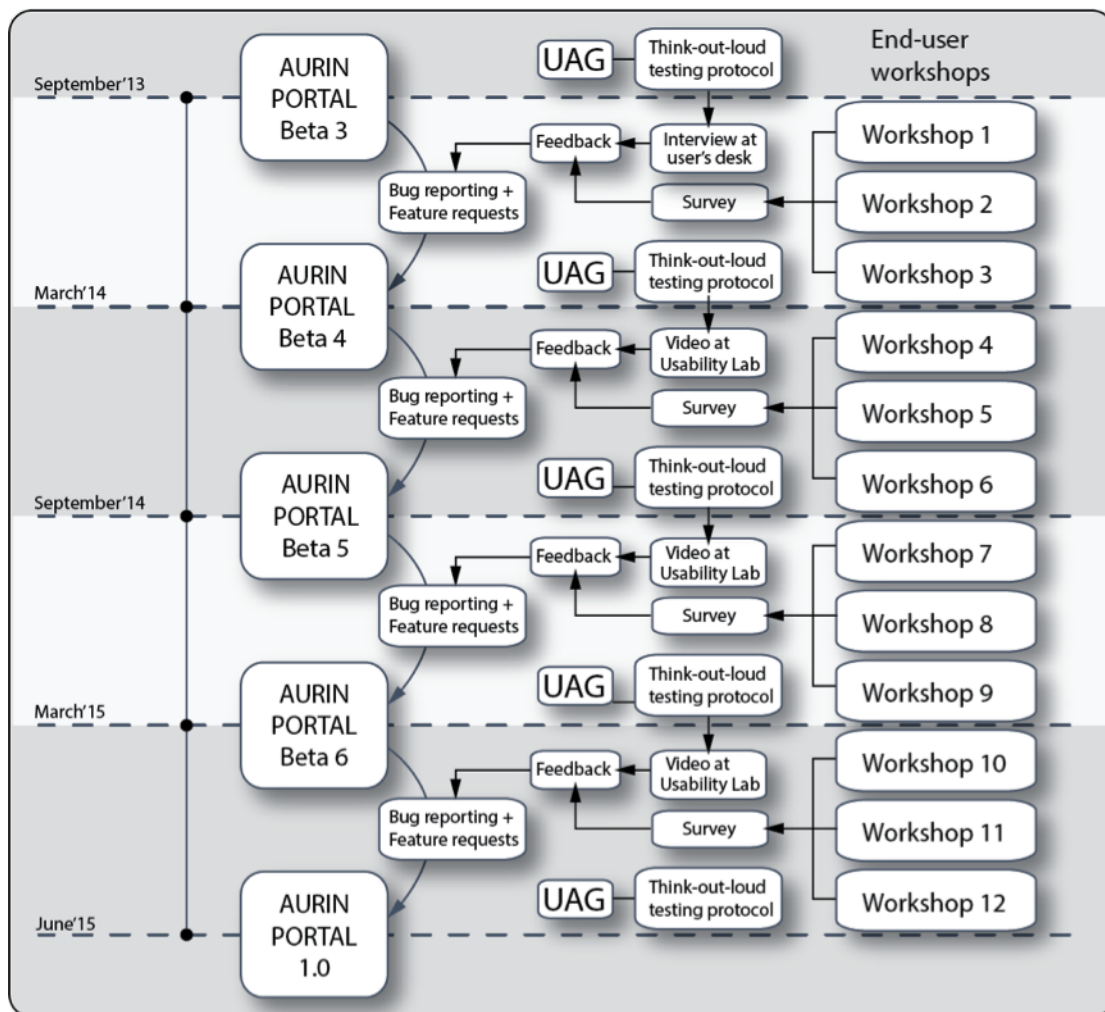 UAG
Think-out-loud
testing protocol
End-user
workshops
September'13
AURIN
PORTAL
Beta 3
Feedback
Interview at
user's desk
Workshop 1
Bug reporting +
Feature requests
Survey
Workshop 2
UAG
Think-out-loud
testing protocol
Workshop 3
March'14
AURIN
PORTAL
Beta 4
Feedback
Video at
Usability Lab
Workshop 4
Bug reporting +
Feature requests
Survey
Workshop 5
UAG
Think-out-loud
testing protocol
Workshop 6
September'14
AURIN
PORTAL
Beta 5
Feedback
Video at
Usability Lab
Workshop 7
Bug reporting +
Feature requests
Survey
Workshop 8
UAG
Think-out-loud
testing protocol
Workshop 9
March'15
AURIN
PORTAL
Beta 6
Feedback
Video at
Usability Lab
Workshop 10
Bug reporting +
Feature requests
Survey
Workshop 11
UAG
Think-out-loud
testing protocol
Workshop 12
June'15
AURIN
PORTAL
1.0